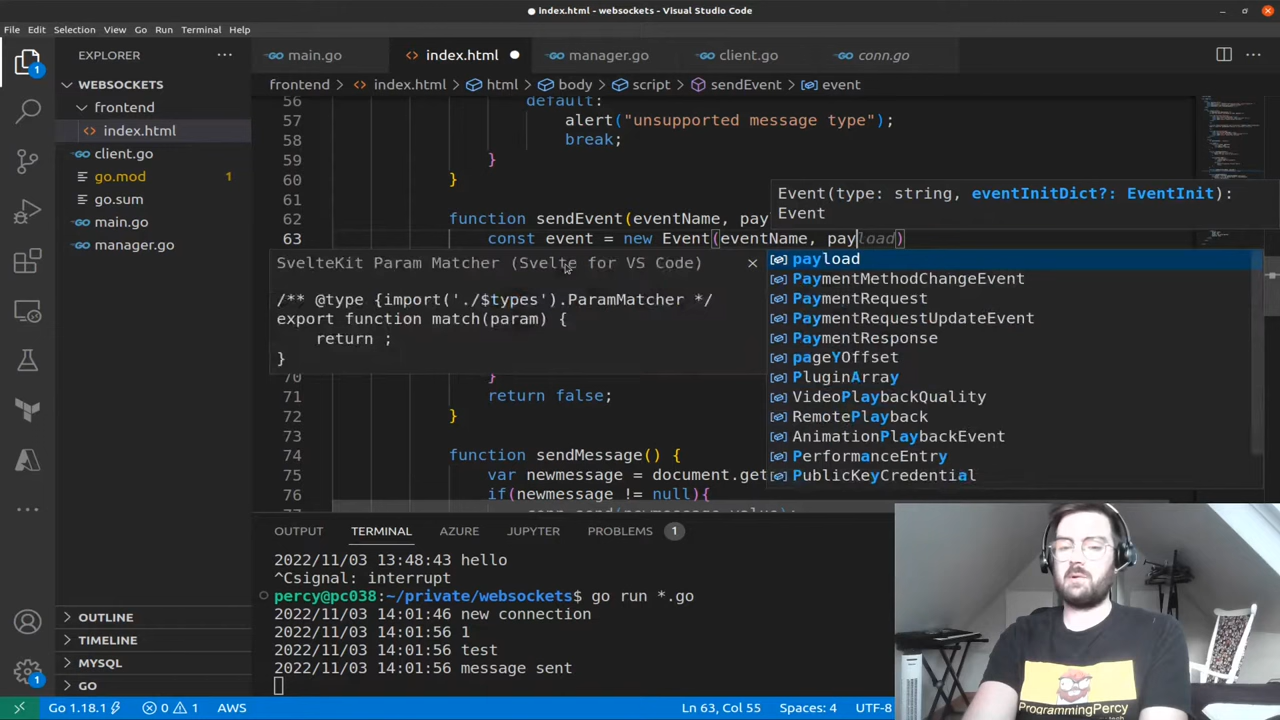 index.html - websockets - Visual Studio Code
File Edit Selection View Go Run Terminal Help
EXPLORER
main.go
index.html
manager.go
client.go
conn.go
frontend > index.html > html > body > script > sendEvent > event
WEBSOCKETS
frontend
index.html
client.go
go.mod 1
go.sum
main.go
manager.go
OUTLINE
TIMELINE
MYSQL
GO
1
1
56 default:
57 alert("unsupported message type");
58 break;
59 }
60 }
61
62 function sendEvent(eventName, pay
63 const event = new Event(eventName, payload)
Event(type: string, eventInitDict?: EventInit):
Event
SvelteKit Param Matcher (Svelte for VS Code)
/** @type {import('./$types').ParamMatcher */
export function match(param) {
return ;
}
payload
PaymentMethodChangeEvent
PaymentRequest
PaymentRequestUpdateEvent
PaymentResponse
pageYOffset
PluginArray
VideoPlaybackQuality
RemotePlayback
AnimationPlaybackEvent
PerformanceEntry
PublicKeyCredential
70 }
71 return false;
72 }
73
74 function sendMessage() {
75 var newmessage = document.get
76 if(newmessage != null){
OUTPUT TERMINAL AZURE JUPYTER PROBLEMS 1
2022/11/03 13:48:43 hello
^Csignal: interrupt
percy@pc038:~/private/websockets$ go run *.go
2022/11/03 14:01:46 new connection
2022/11/03 14:01:56 1
2022/11/03 14:01:56 test
2022/11/03 14:01:56 message sent
ProgrammingPercy
.tech
Go 1.18.1 0 1 AWS
Ln 63, Col 55 Spaces: 4 UTF-8